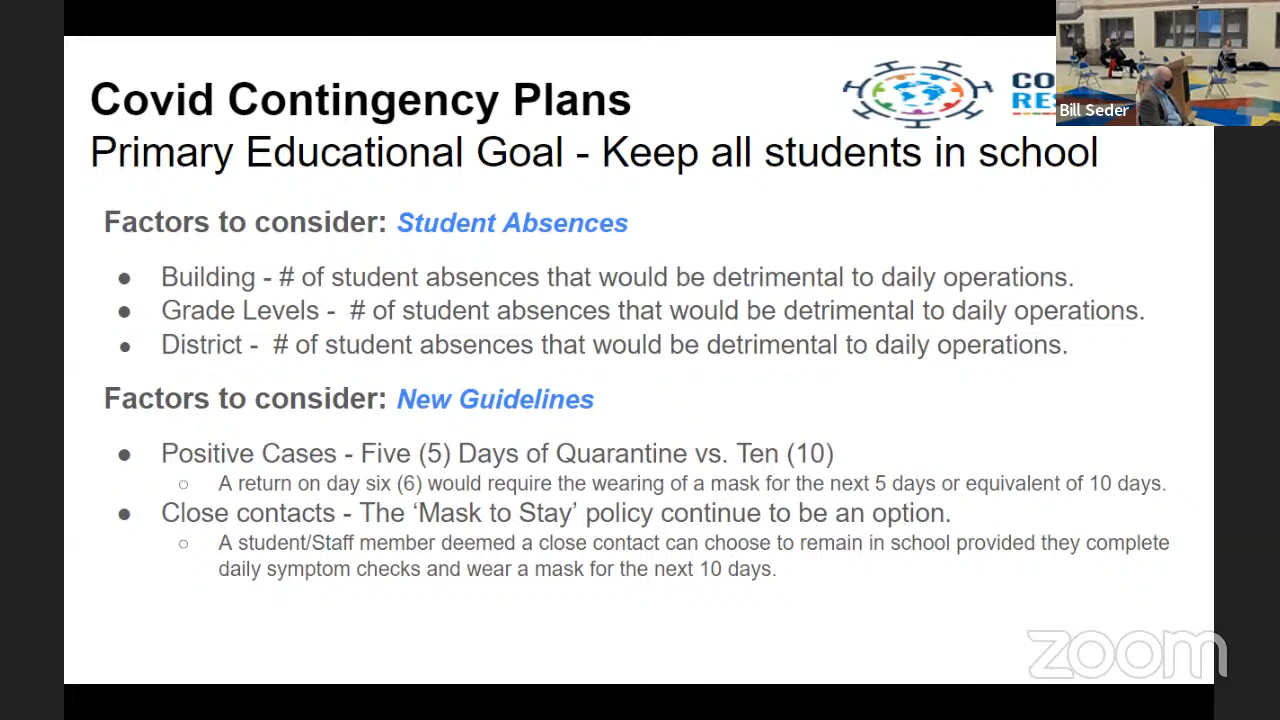 Covid Contingency Plans
CO
RES
Bill Seder
Primary Educational Goal - Keep all students in school
Factors to consider: Student Absences
● Building - # of student absences that would be detrimental to daily operations.
● Grade Levels - # of student absences that would be detrimental to daily operations.
● District - # of student absences that would be detrimental to daily operations.
Factors to consider: New Guidelines
● Positive Cases - Five (5) Days of Quarantine vs. Ten (10)
○ A return on day six (6) would require the wearing of a mask for the next 5 days or equivalent of 10 days.
● Close contacts - The ‘Mask to Stay’ policy continue to be an option.
○ A student/Staff member deemed a close contact can choose to remain in school provided they complete
daily symptom checks and wear a mask for the next 10 days.
zoom